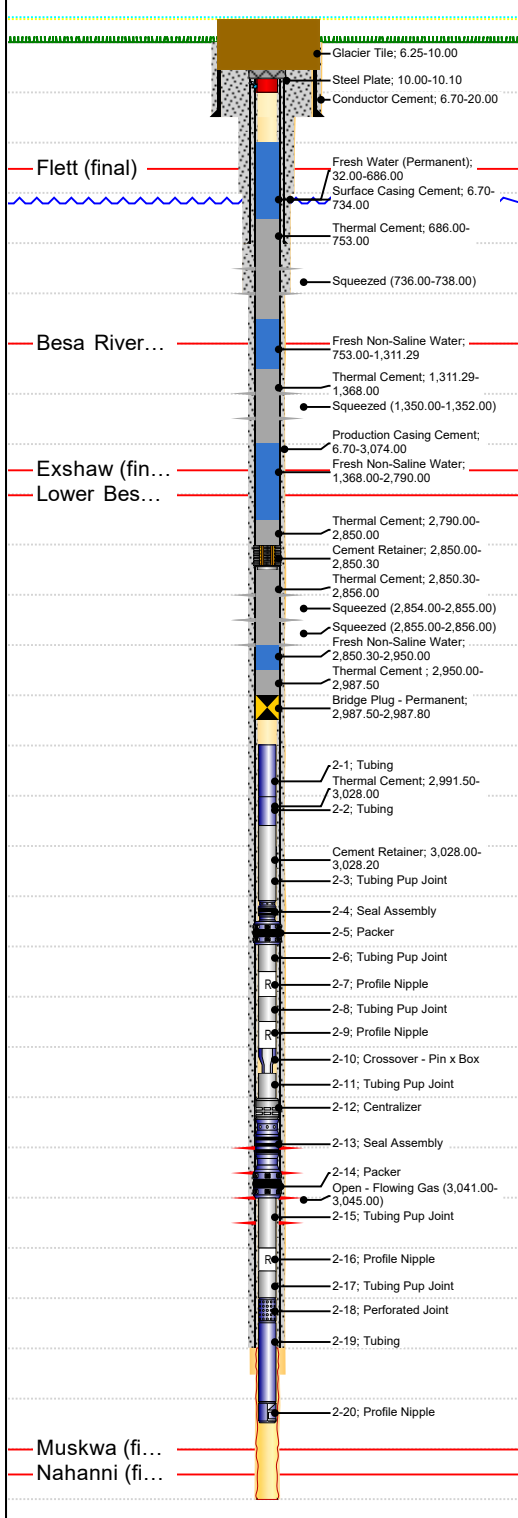 Glacier Tile; 6.25-10.00
Steel Plate; 10.00-10.10
Conductor Cement; 6.70-20.00
Flett (final)
Fresh Water (Permanent);
32.00-686.00
Surface Casing Cement; 6.70-
734.00
Thermal Cement; 686.00-
753.00
Squeezed (736.00-738.00)
Besa River…
Fresh Non-Saline Water;
753.00-1,311.29
Thermal Cement; 1,311.29-
1,368.00
Squeezed (1,350.00-1,352.00)
Production Casing Cement;
6.70-3,074.00
Exshaw (fin…
Fresh Non-Saline Water;
1,368.00-2,790.00
Lower Bes…
Thermal Cement; 2,790.00-
2,850.00
Cement Retainer; 2,850.00-
2,850.30
Thermal Cement; 2,850.30-
2,856.00
Squeezed (2,854.00-2,855.00)
Squeezed (2,855.00-2,856.00)
Fresh Non-Saline Water;
2,850.30-2,950.00
Thermal Cement ; 2,950.00-
2,987.50
Bridge Plug - Permanent;
2,987.50-2,987.80
2-1; Tubing
Thermal Cement; 2,991.50-
3,028.00
2-2; Tubing
Cement Retainer; 3,028.00-
3,028.20
2-3; Tubing Pup Joint
2-4; Seal Assembly
2-5; Packer
2-6; Tubing Pup Joint
R
2-7; Profile Nipple
2-8; Tubing Pup Joint
R
2-9; Profile Nipple
2-10; Crossover - Pin x Box
2-11; Tubing Pup Joint
2-12; Centralizer
2-13; Seal Assembly
2-14; Packer
Open - Flowing Gas (3,041.00-
3,045.00)
2-15; Tubing Pup Joint
R
2-16; Profile Nipple
2-17; Tubing Pup Joint
2-18; Perforated Joint
2-19; Tubing
2-20; Profile Nipple
Muskwa (fi…
Nahanni (fi…